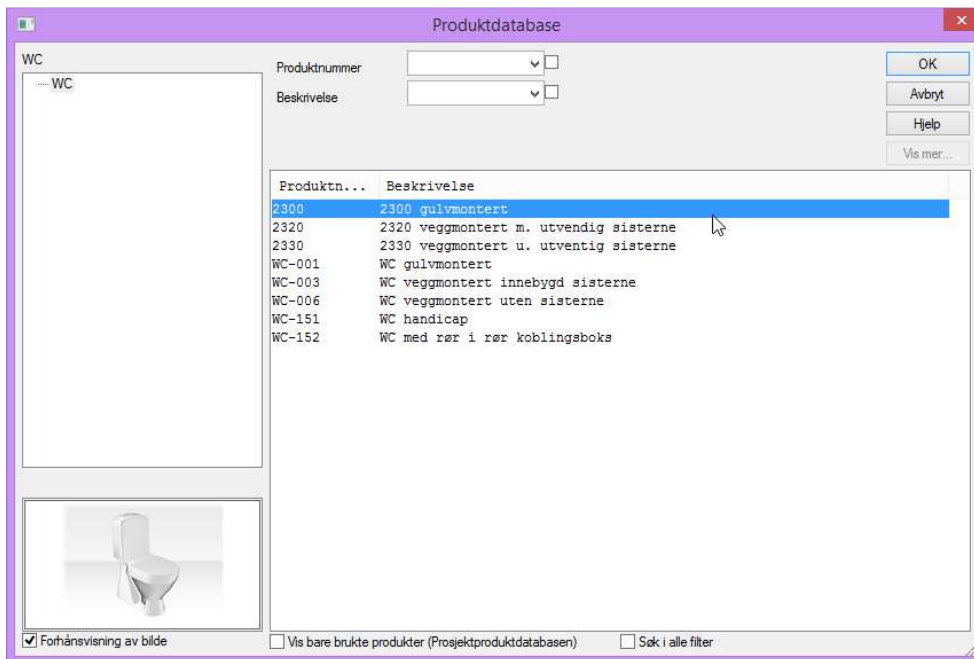 Produktdatabase
WC
WC
Produktnummer
Beskrivelse
OK
Avbryt
Hjelp
Vis mer...
Produktn... Beskrivelse
2300 2300 gulvmontert
2320 2320 veggmontert m. utvendig sisterne
2330 2330 veggmontert u. utventig sisterne
WC-001 WC gulvmontert
WC-003 WC veggmontert innebygd sisterne
WC-006 WC veggmontert uten sisterne
WC-151 WC handicap
WC-152 WC med rør i rør koblingsboks
Forhånsvisning av bilde
Vis bare brukte produkter (Prosjektproduktdatabasen)
Søk i alle filter